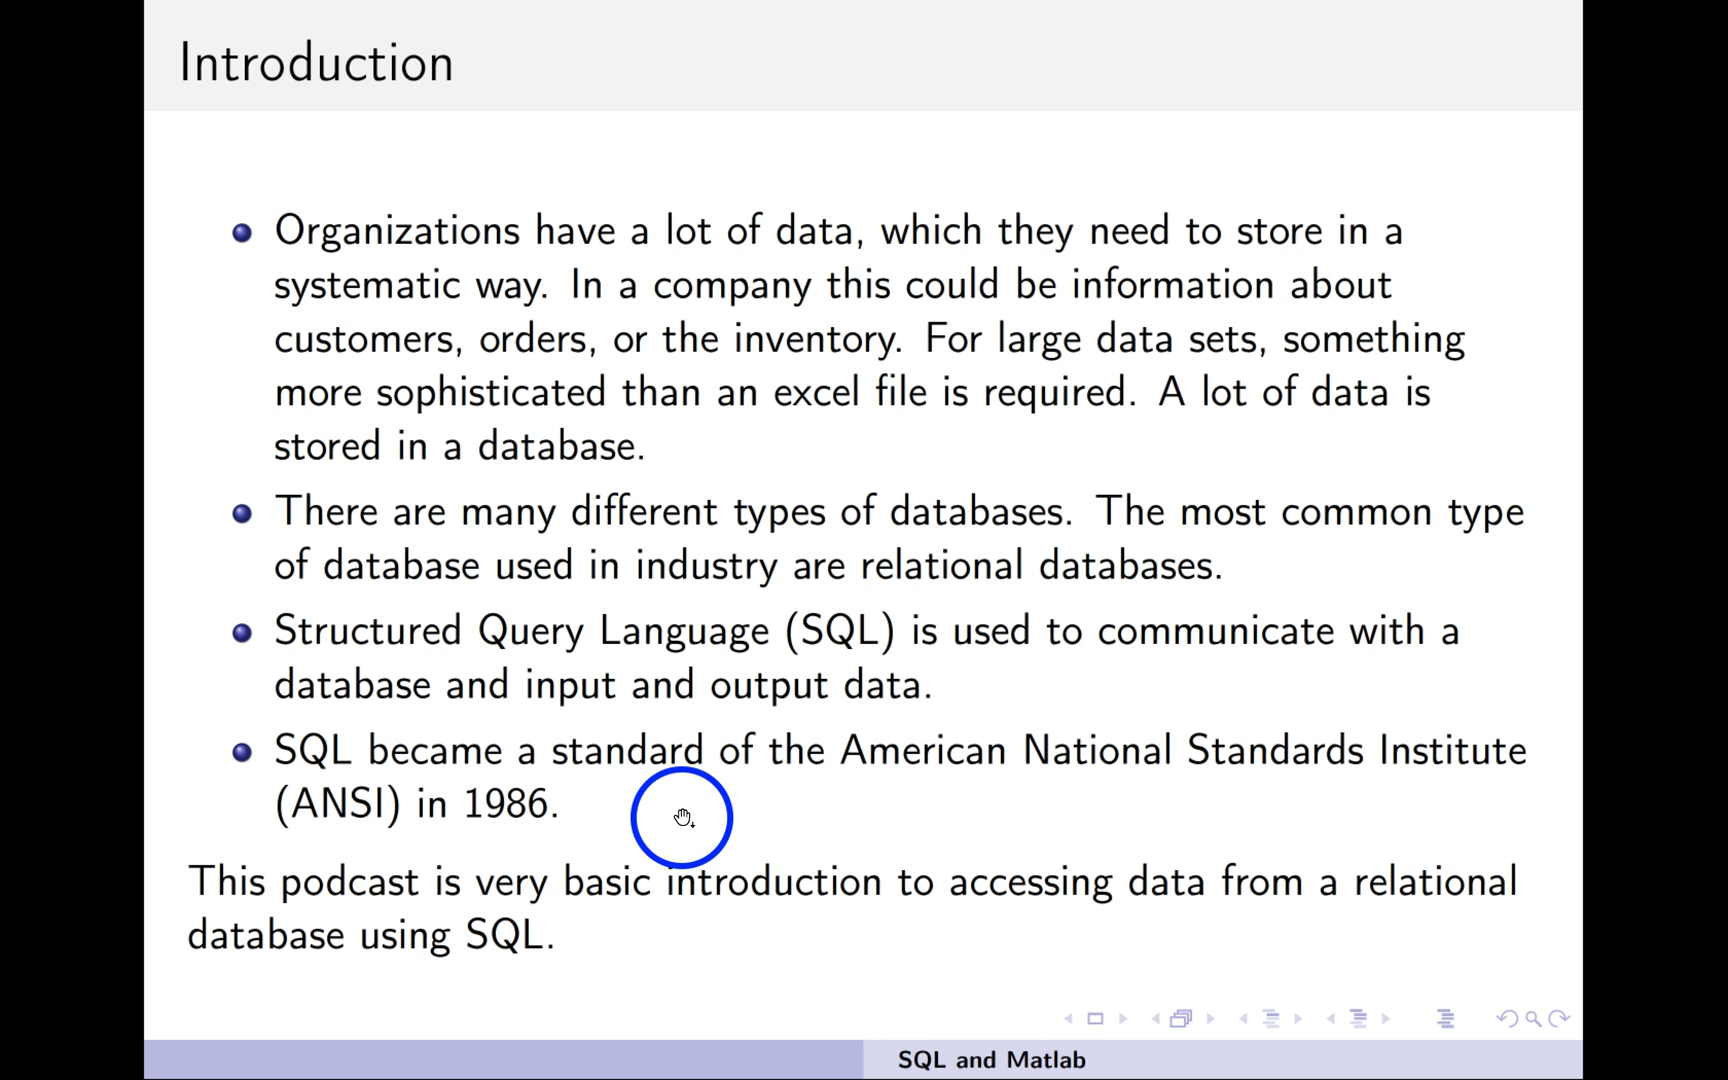 Introduction
Organizations have a lot of data, which they need to store in a
systematic way. In a company this could be information about
customers, orders, or the inventory. For large data sets, something
more sophisticated than an excel file is required. A lot of data is
stored in a database.
There are many different types of databases. The most common type
of database used in industry are relational databases.
Structured Query Language (SQL) is used to communicate with a
database and input and output data.
SQL became a standard of the American National Standards Institute
(ANSI) in 1986.
This podcast is very basic introduction to accessing data from a relational
database using SQL.
SQL and Matlab